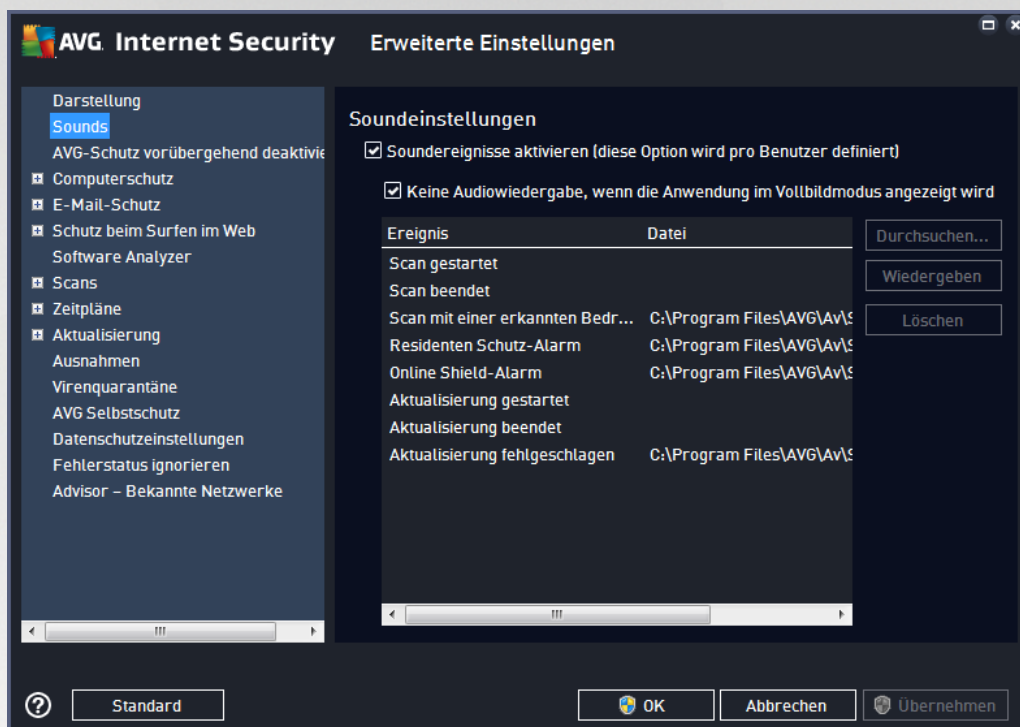 AVG Internet Security Erweiterte Einstellungen
Darstellung
Sounds
AVG-Schutz vorübergehend deaktivie
Computerschutz
E-Mail-Schutz
Schutz beim Surfen im Web
Software Analyzer
Scans
Zeitpläne
Aktualisierung
Ausnahmen
Virenquarantäne
AVG Selbstschutz
Datenschutzeinstellungen
Fehlerstatus ignorieren
Advisor – Bekannte Netzwerke
Soundeinstellungen
Soundereignisse aktivieren (diese Option wird pro Benutzer definiert)
Keine Audiowiedergabe, wenn die Anwendung im Vollbildmodus angezeigt wird
Ereignis Datei
Scan gestartet
Scan beendet
Scan mit einer erkannten Bedr... C:\Program Files\AVG\Av\S
Residenten Schutz-Alarm C:\Program Files\AVG\Av\S
Online Shield-Alarm C:\Program Files\AVG\Av\S
Aktualisierung gestartet
Aktualisierung beendet
Aktualisierung fehlgeschlagen C:\Program Files\AVG\Av\S
Durchsuchen...
Wiedergeben
Löschen
Standard
OK
Abbrechen
Übernehmen